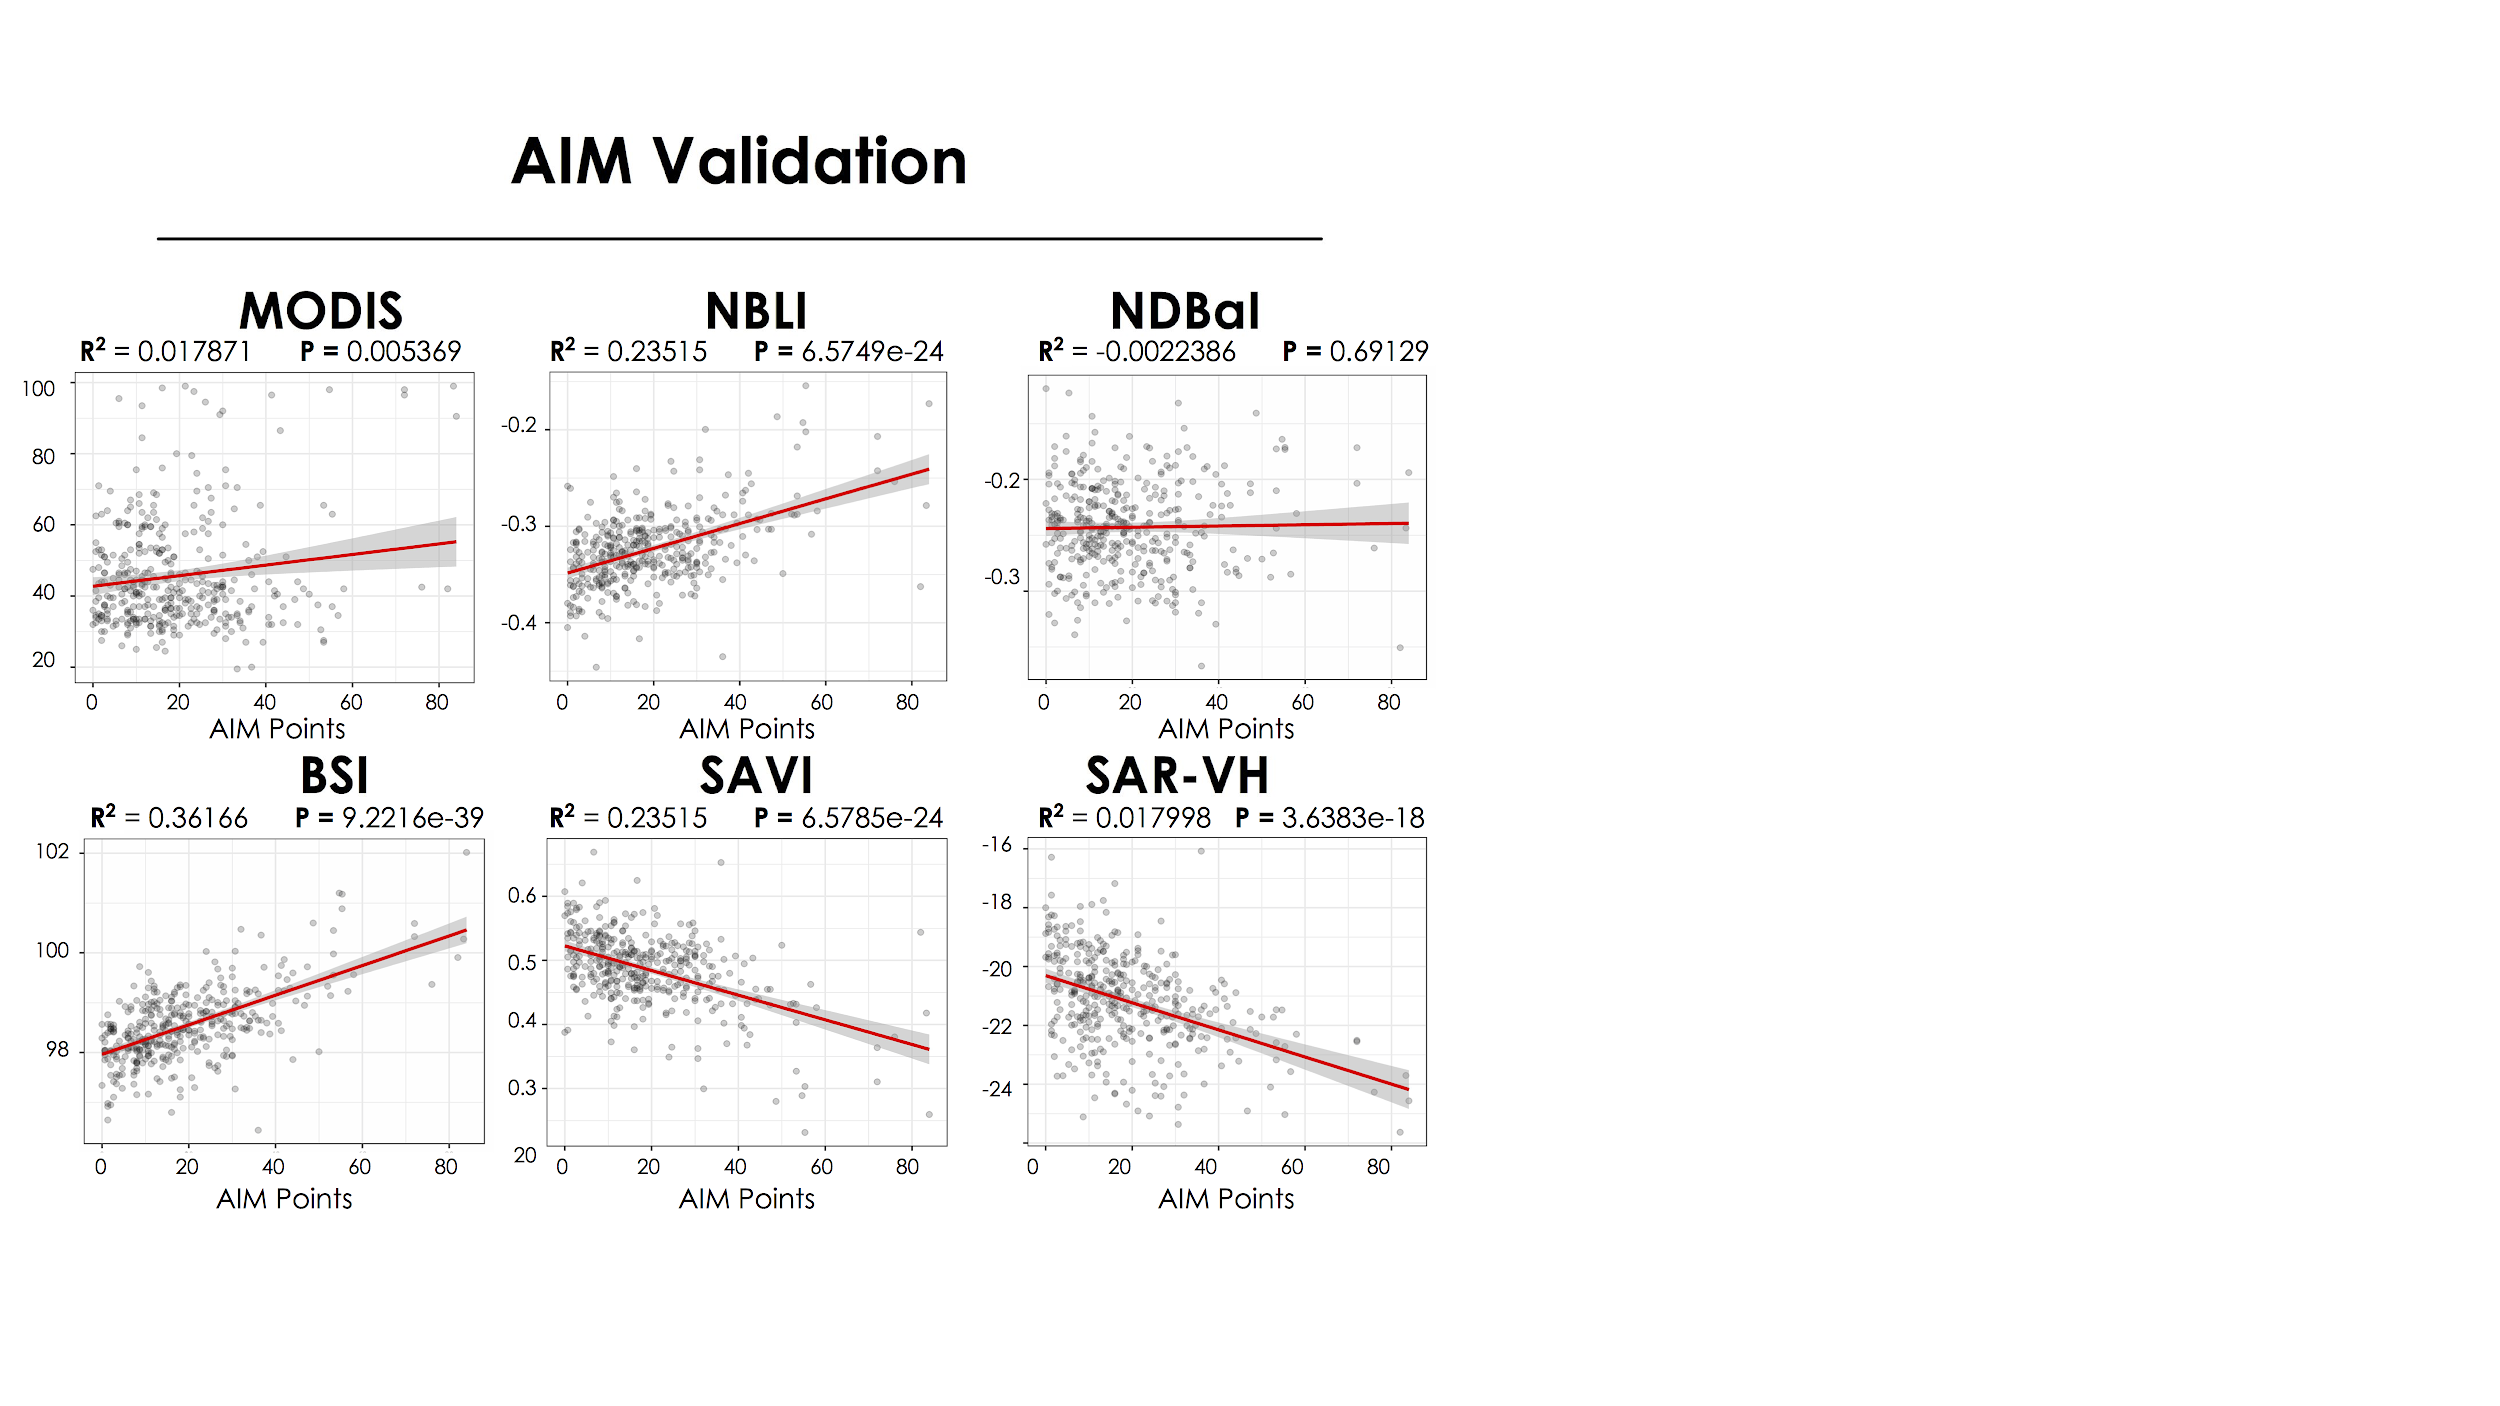 AIM Validation
MODIS
NBLI
NDBaI
R² = 0.017871 P = 0.005369
R² = 0.23515 P = 6.5749e-24
R² = -0.0022386 P = 0.69129
100
80
60
40
20
-0.2
-0.3
-0.4
-0.2
-0.3
0 20 40 60 80
0 20 40 60 80
0 20 40 60 80
AIM Points
AIM Points
AIM Points
BSI
SAVI
SAR-VH
R² = 0.36166 P = 9.2216e-39
R² = 0.23515 P = 6.5785e-24
R² = 0.017998 P = 3.6383e-18
102
100
98
0.6
0.5
0.4
0.3
20
-16
-18
-20
-22
-24
0 20 40 60 80
0 20 40 60 80
0 20 40 60 80
AIM Points
AIM Points
AIM Points